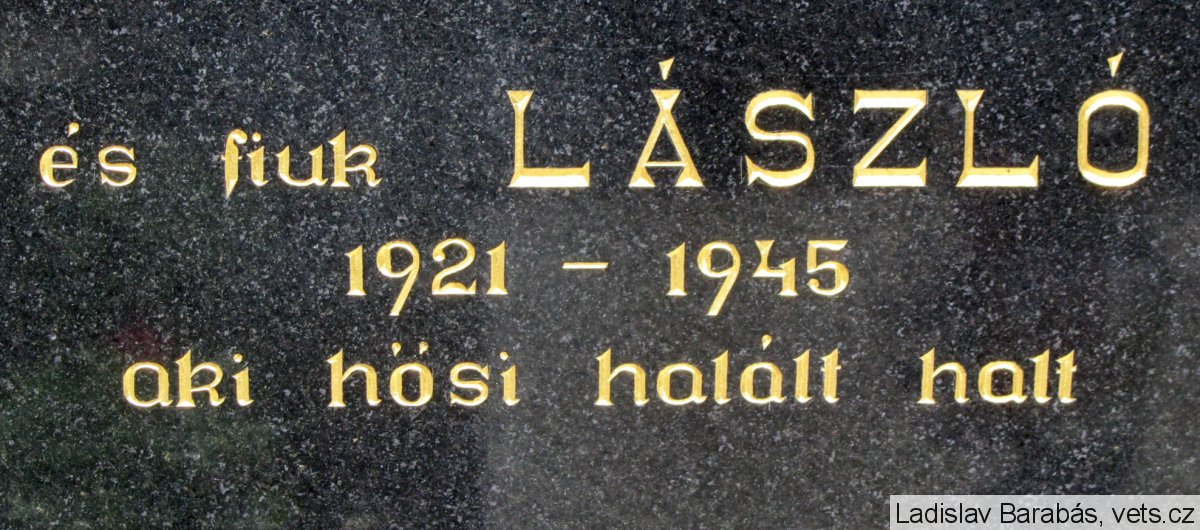 és fiuk LÁSZLÓ
1921 – 1945
aki hősi halált halt
Ladislav Barabás, vets.cz